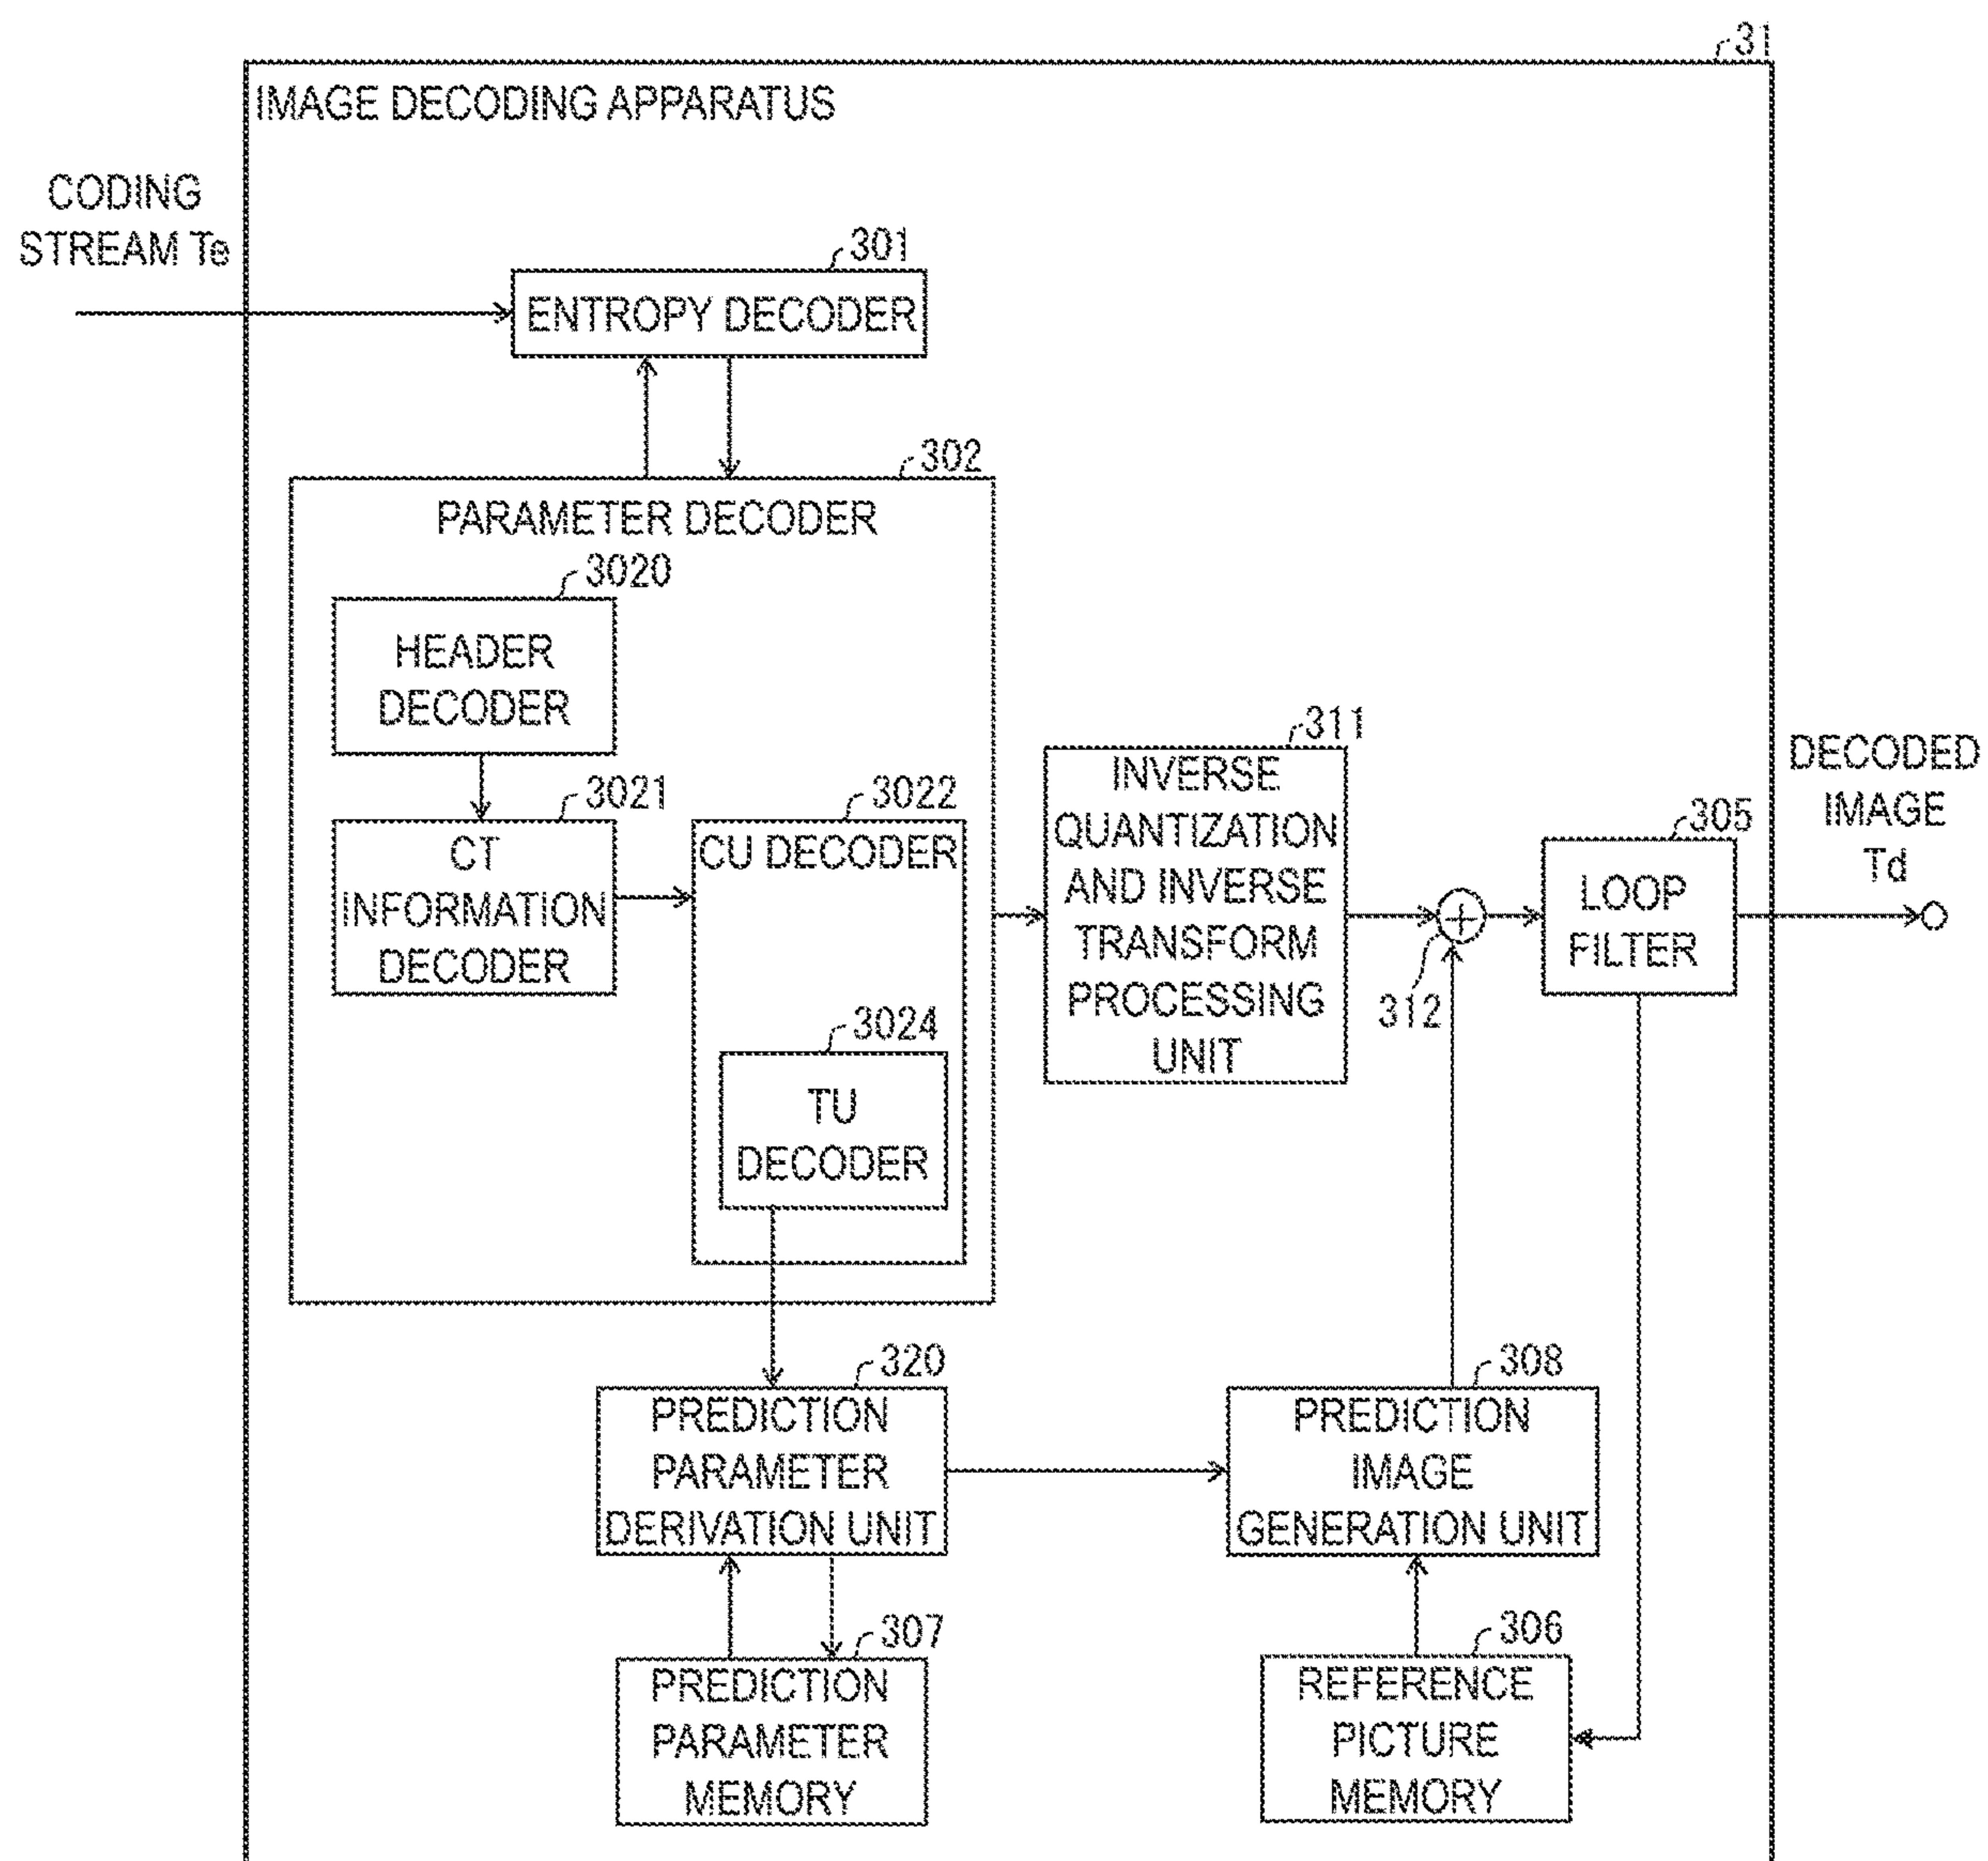 31
IMAGE DECODING APPARATUS
CODING
STREAM Te
301
ENTROPY DECODER
302
PARAMETER DECODER
3020
HEADER
DECODER
3021
CT
INFORMATION
DECODER
3022
CU DECODER
3024
TU
DECODER
311
INVERSE
QUANTIZATION
AND INVERSE
TRANSFORM
PROCESSING
UNIT
312
305
LOOP
FILTER
DECODED
IMAGE
Td
320
PREDICTION
PARAMETER
DERIVATION UNIT
308
PREDICTION
IMAGE
GENERATION UNIT
307
PREDICTION
PARAMETER
MEMORY
306
REFERENCE
PICTURE
MEMORY